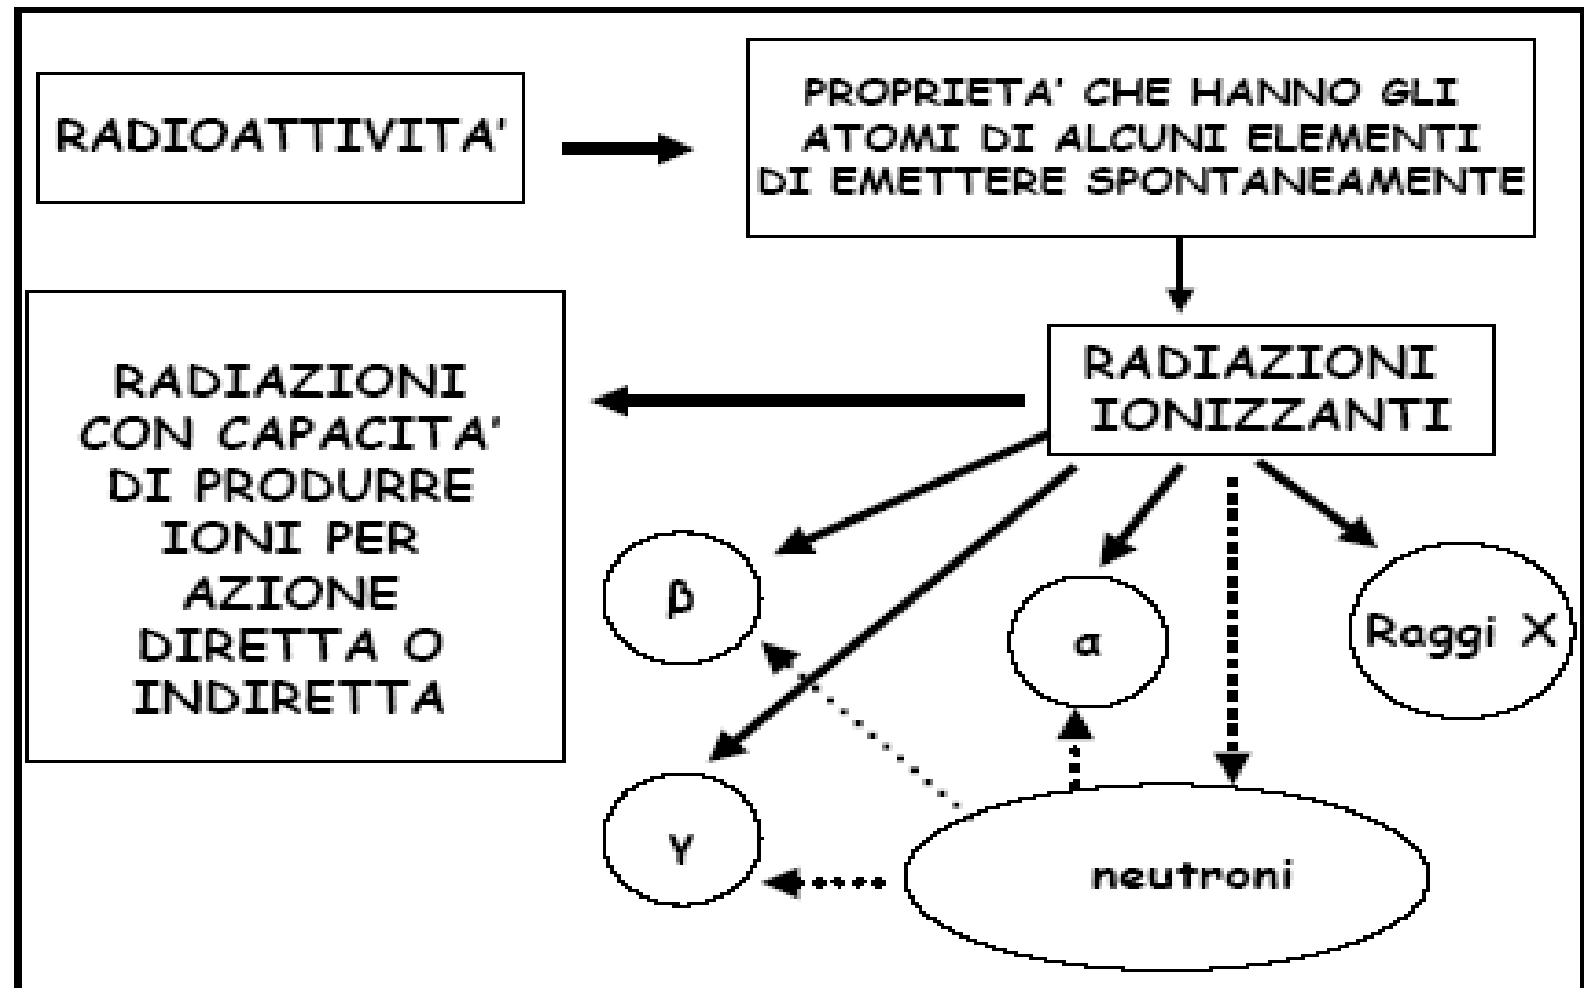 RADIOATTIVITA'
PROPRIETA' CHE HANNO GLI
ATOMI DI ALCUNI ELEMENTI
DI EMETTERE SPONTANEAMENTE
RADIAZIONI
IONIZZANTI
RADIAZIONI
CON CAPACITA'
DI PRODURRE
IONI PER
AZIONE
DIRETTA O
INDIRETTA
β
α
Raggi X
γ
neutroni